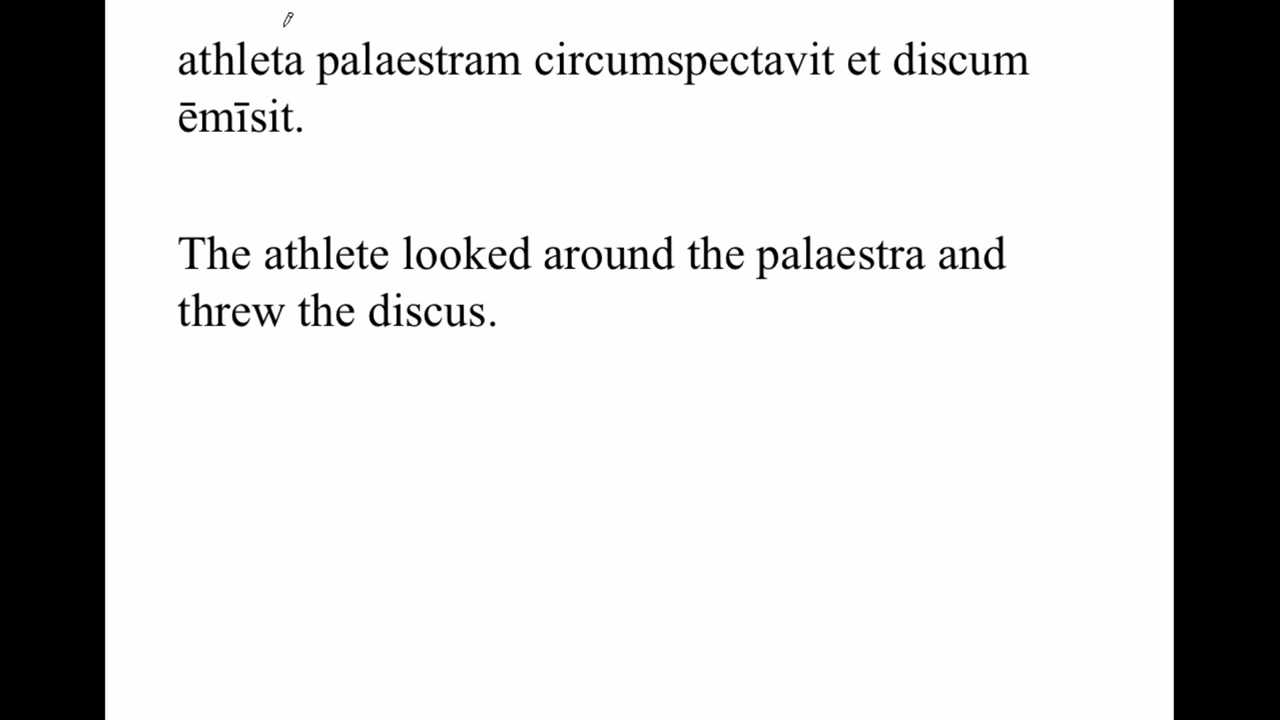 athleta palaestram circumspectavit et discum
ēmīsit.
The athlete looked around the palaestra and
threw the discus.